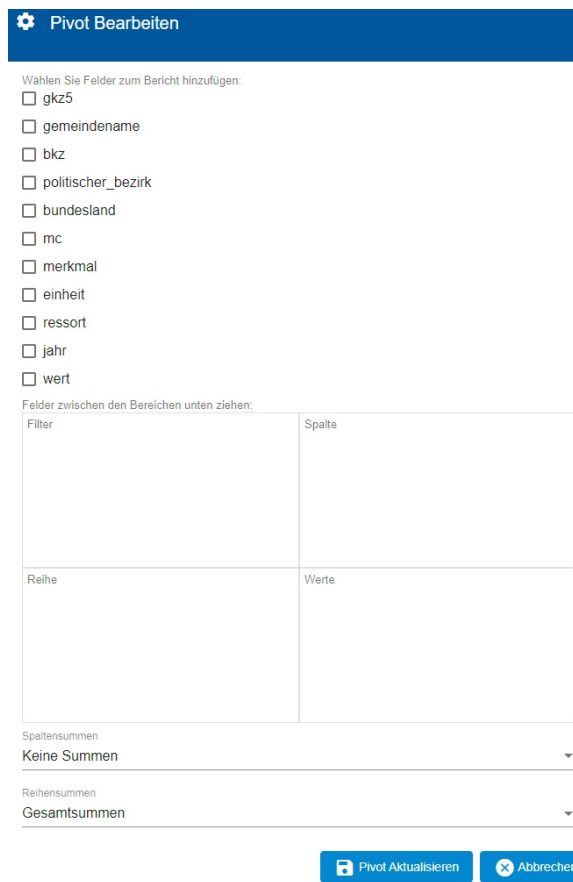 Pivot Bearbeiten
Wählen Sie Felder zum Bericht hinzufügen:
gkz5
gemeindename
bkz
politischer_bezirk
bundesland
mc
merkmal
einheit
ressort
jahr
wert
Felder zwischen den Bereichen unten ziehen:
Filter
Spalte
Reihe
Werte
Spaltensummen
Keine Summen
Reihensummen
Gesamtsummen
Pivot Aktualisieren
Abbrechen